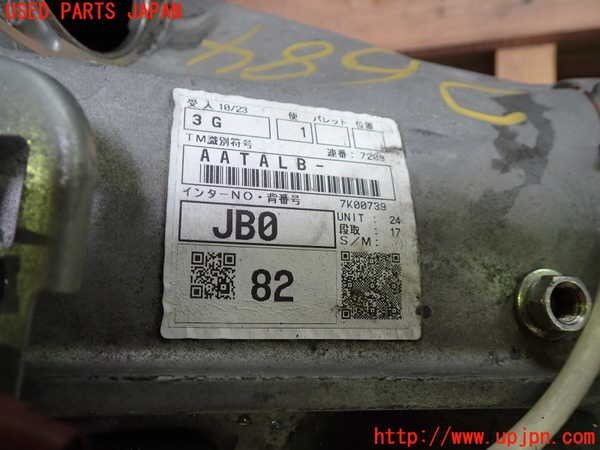 USED PARTS JAPAN
受入 10/23 使 パレット 位置
3G 1
TM識別符号 連番: 7209
AATALB-
インターNO・背番号 7K00739
JB0
UNIT : 24
段取 : 17
S/M:
82
http://www.upjpn.com/